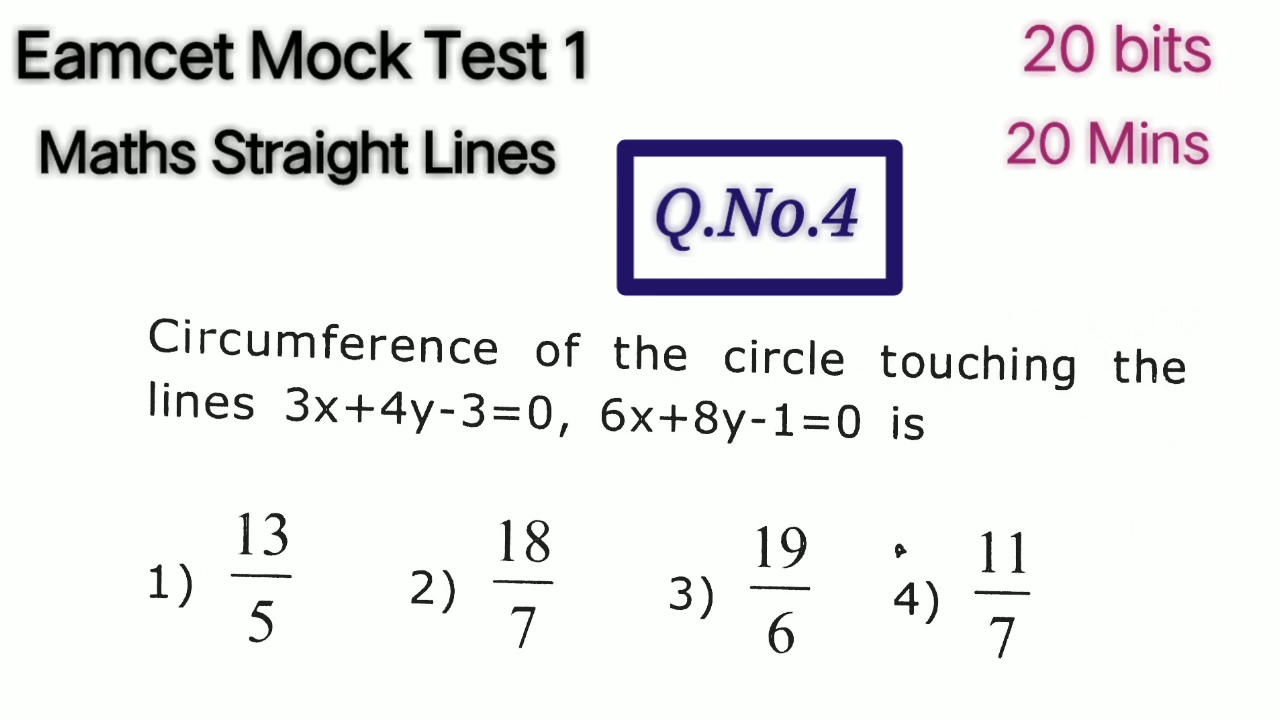 Eamcet Mock Test 1
20 bits
Maths Straight Lines
20 Mins
Q.No.4
Circumference of the circle touching the
lines 3x+4y-3=0, 6x+8y-1=0 is
1) 13/5 2) 18/7 3) 19/6 4) 11/7